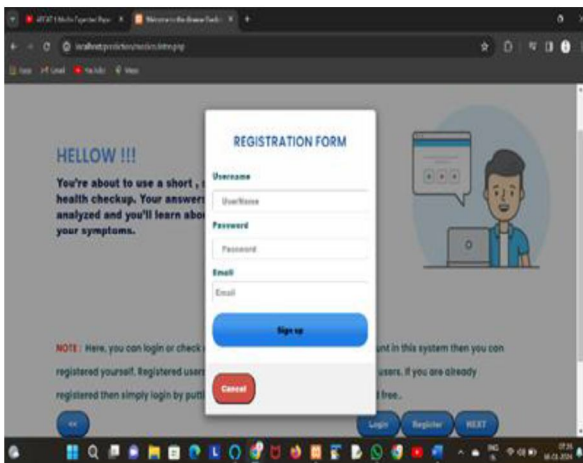 HELLOW !!!
You're about to use a short , s
health checkup. Your answers
analyzed and you'll learn abou
your symptoms.
REGISTRATION FORM
Username
UserName
Password
Password
Email
Email
Sign up
Cancel
NOTE : Here, you can login or check
unt in this system then you can
registered yourself. Registered users
users. If you are already
registered then simply login by putti
free..
<<
Login
Register
NEXT